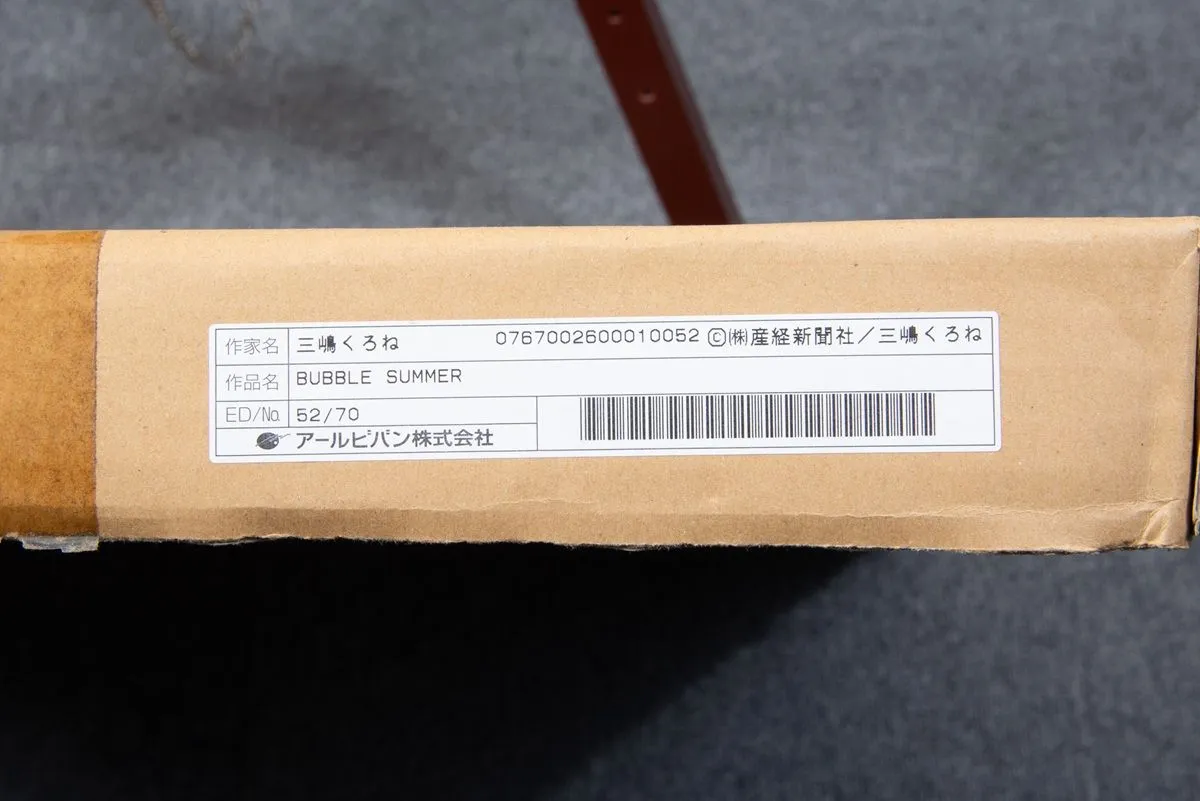 作家名 三嶋くろね 0767002600010052 ©㈱産経新聞社／三嶋くろね
作品名 BUBBLE SUMMER
ED/No. 52/70
アールビバン株式会社